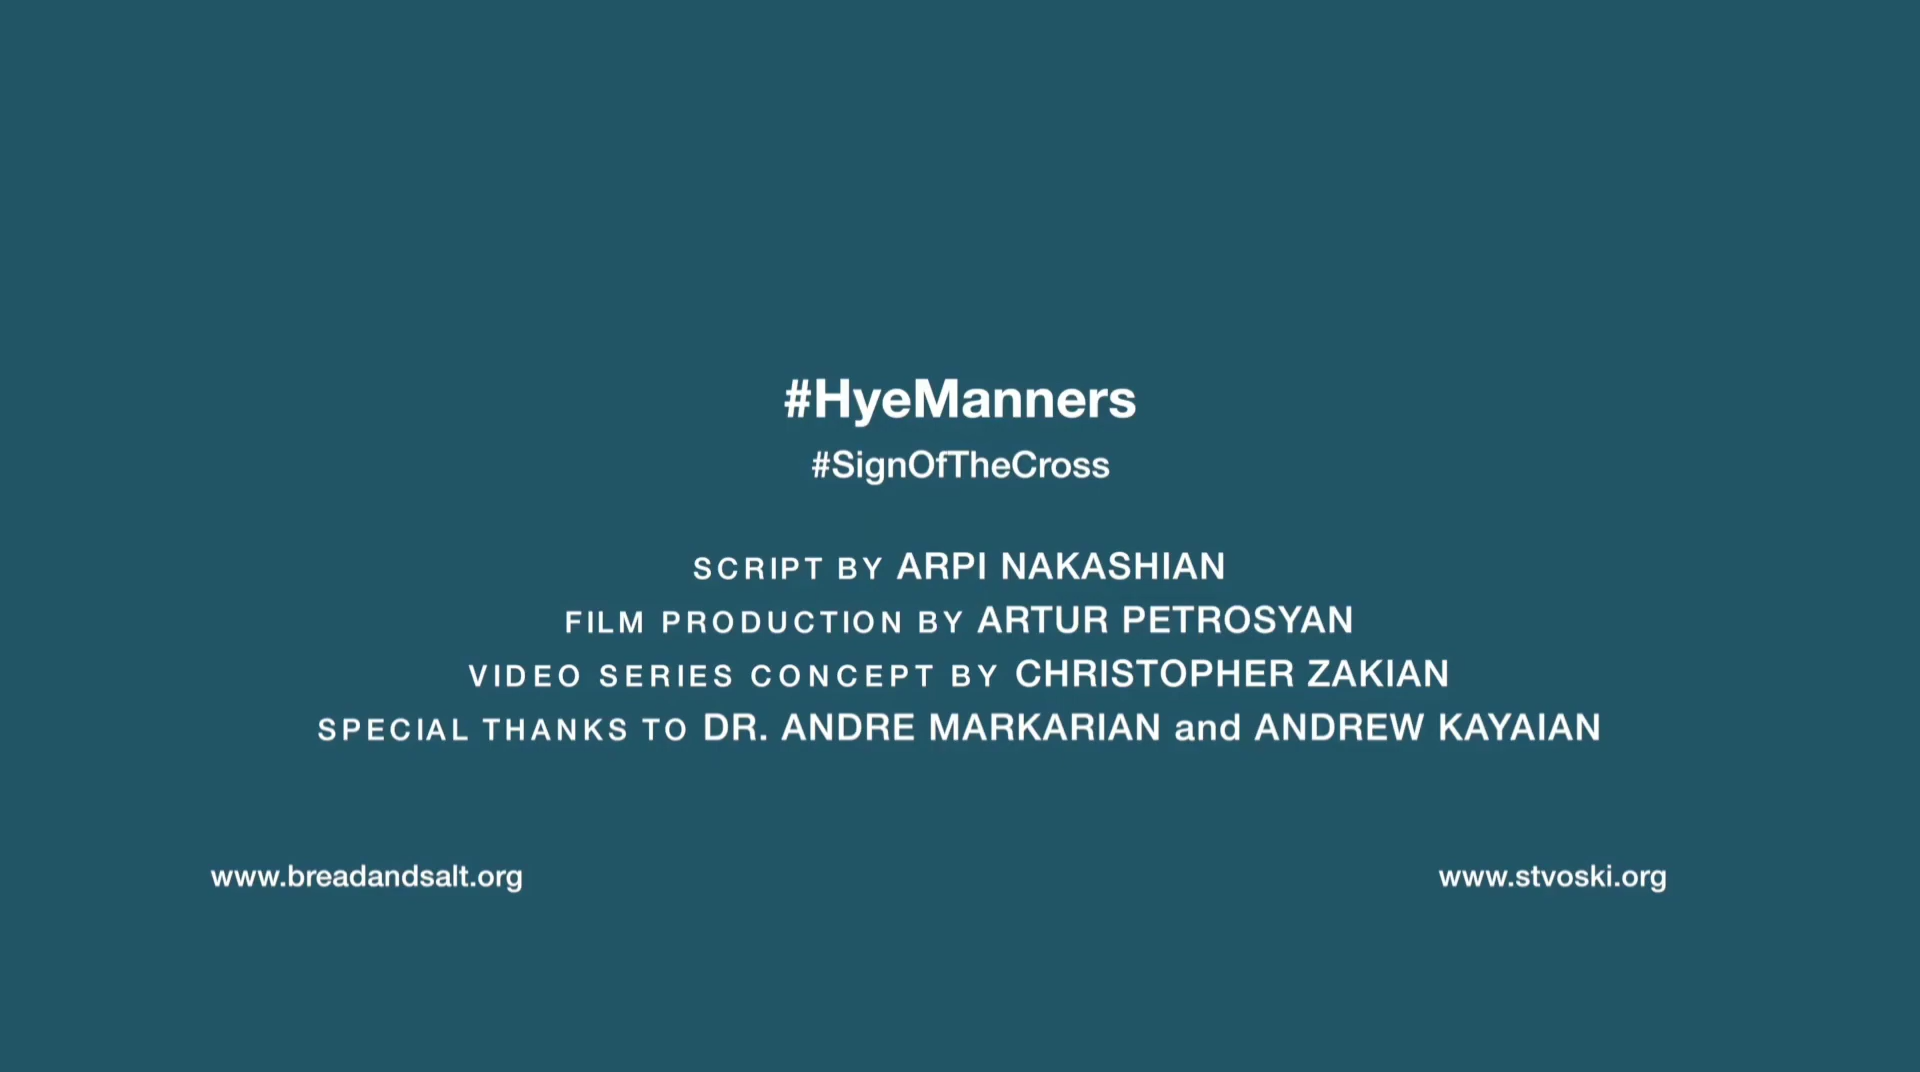 #HyeManners
#SignOfTheCross
SCRIPT BY ARPI NAKASHIAN
FILM PRODUCTION BY ARTUR PETROSYAN
VIDEO SERIES CONCEPT BY CHRISTOPHER ZAKIAN
SPECIAL THANKS TO DR. ANDRE MARKARIAN and ANDREW KAYAIAN
www.breadandsalt.org
www.stvoski.org